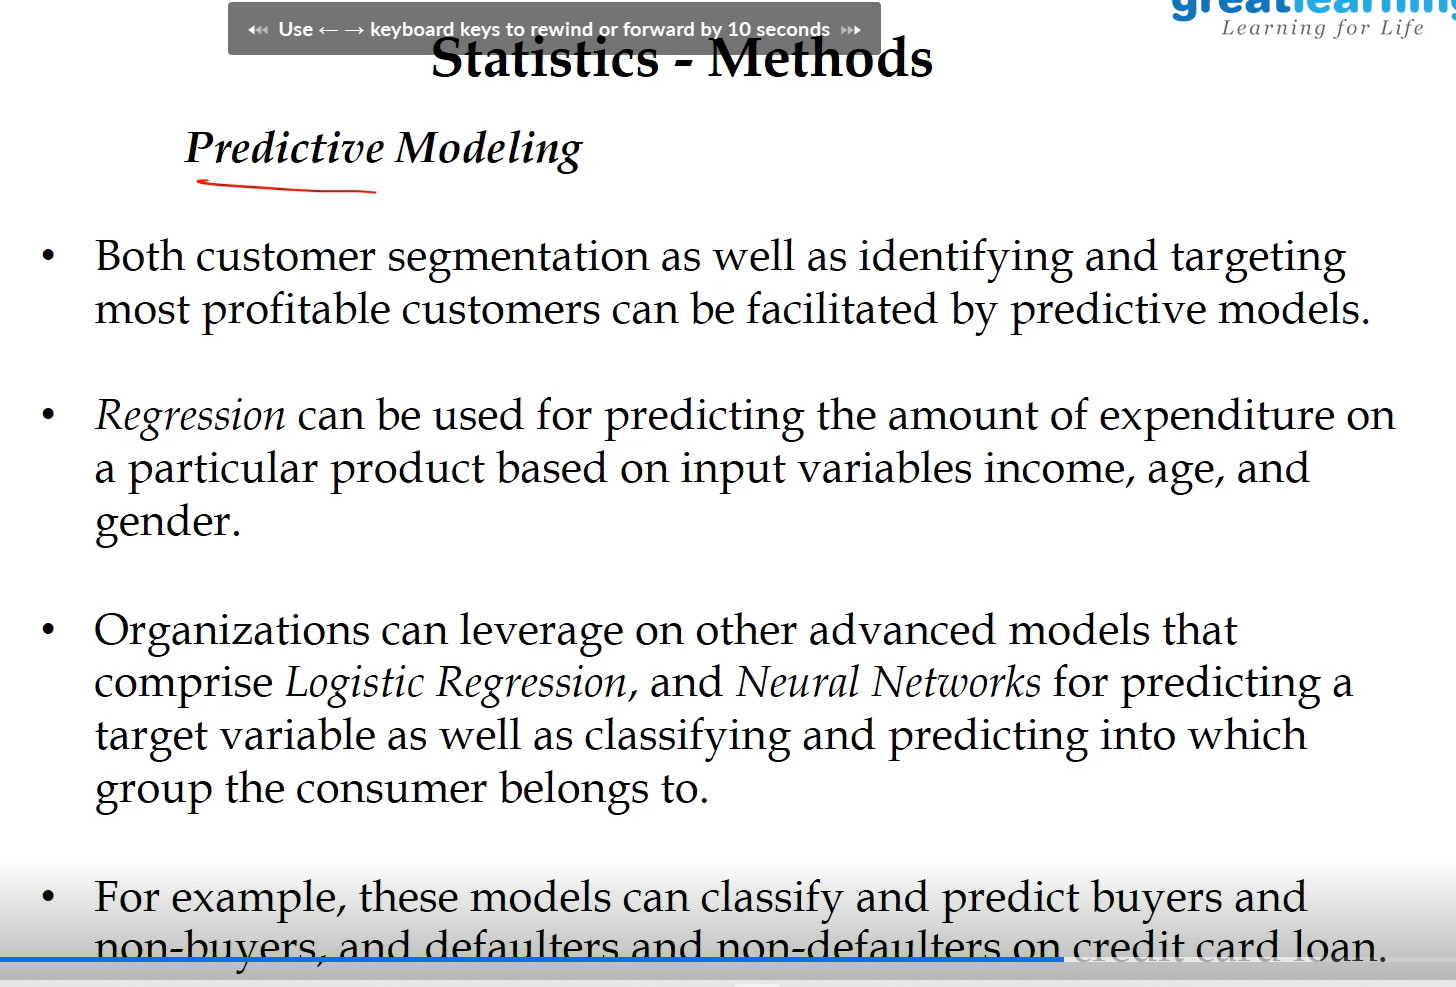 greatlearning
Learning for Life
Use ← → keyboard keys to rewind or forward by 10 seconds
Statistics - Methods
Predictive Modeling
• Both customer segmentation as well as identifying and targeting
most profitable customers can be facilitated by predictive models.
• Regression can be used for predicting the amount of expenditure on
a particular product based on input variables income, age, and
gender.
• Organizations can leverage on other advanced models that
comprise Logistic Regression, and Neural Networks for predicting a
target variable as well as classifying and predicting into which
group the consumer belongs to.
• For example, these models can classify and predict buyers and
non-buyers, and defaulters and non-defaulters on credit card loan.